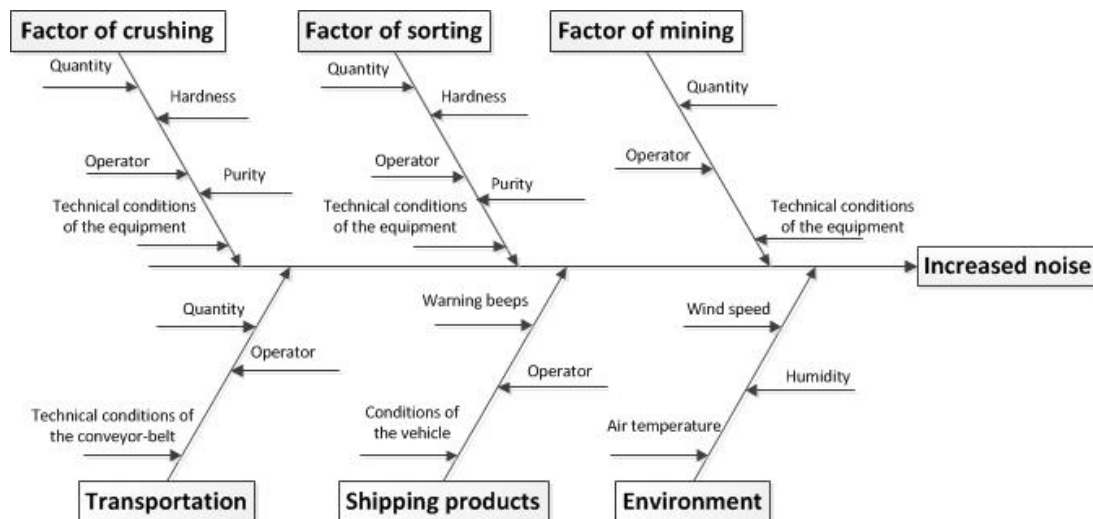 Factor of crushing
Factor of sorting
Factor of mining
Quantity
Hardness
Operator
Purity
Technical conditions
of the equipment
Quantity
Hardness
Operator
Purity
Technical conditions
of the equipment
Quantity
Operator
Technical conditions
of the equipment
Increased noise
Quantity
Operator
Technical conditions of
the conveyor-belt
Warning beeps
Operator
Conditions of
the vehicle
Wind speed
Humidity
Air temperature
Transportation
Shipping products
Environment